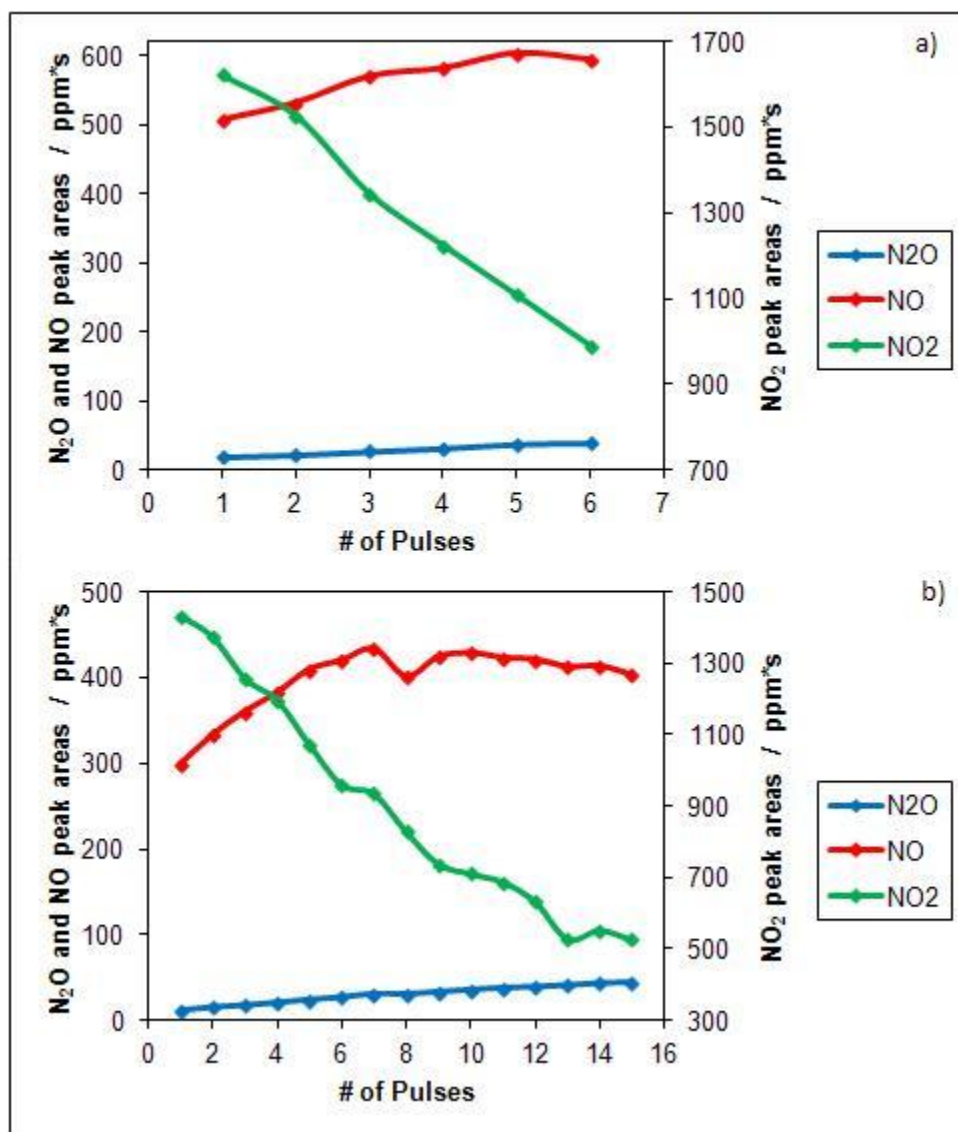 a)
N₂O and NO peak areas / ppm*s
600
500
400
300
200
100
0
1700
1500
1300
1100
900
700
NO₂ peak areas / ppm*s
0 1 2 3 4 5 6 7
# of Pulses
N2O
NO
NO2
b)
N₂O and NO peak areas / ppm*s
500
400
300
200
100
0
1500
1300
1100
900
700
500
300
NO₂ peak areas / ppm*s
0 2 4 6 8 10 12 14 16
# of Pulses
N2O
NO
NO2